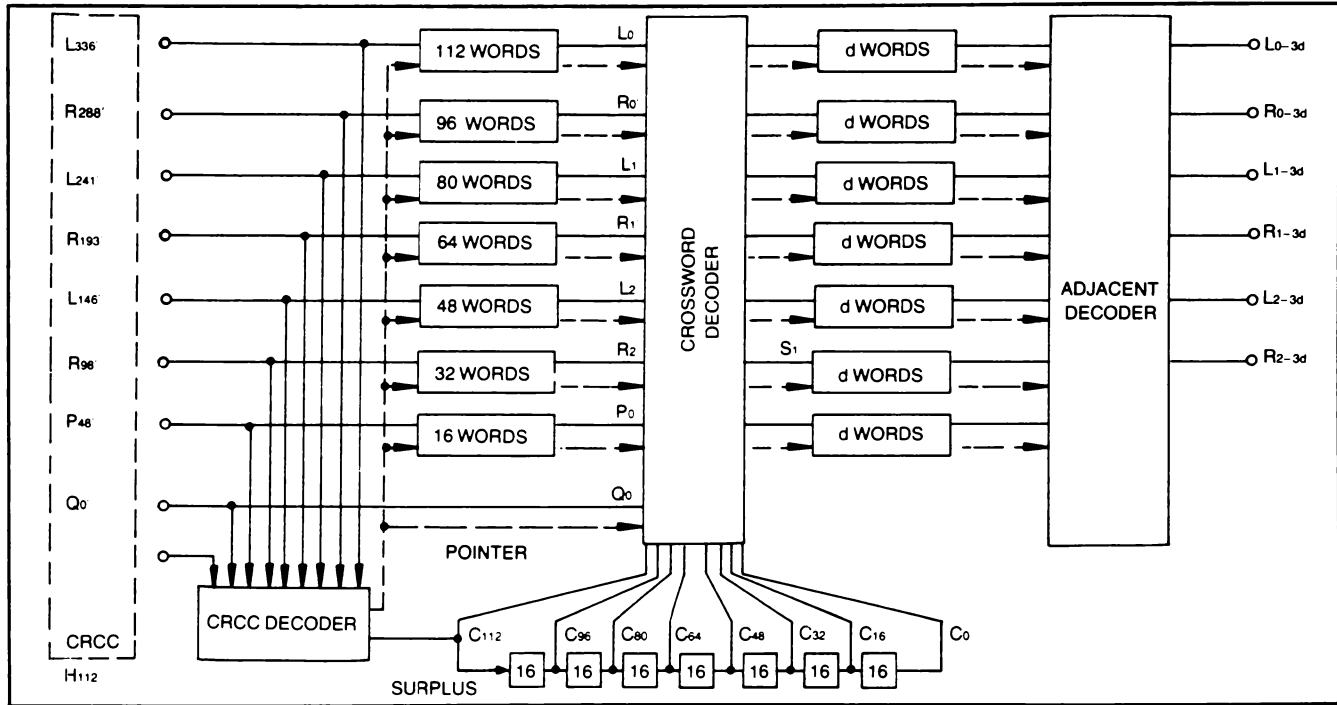 L336' 112 WORDS L0 d WORDS L0-3d
R288' 96 WORDS R0' d WORDS R0-3d
L241' 80 WORDS L1 d WORDS L1-3d
R193 64 WORDS R1' d WORDS R1-3d
L146' 48 WORDS L2 d WORDS L2-3d
R98' 32 WORDS R2 S1 d WORDS R2-3d
P48' 16 WORDS P0 d WORDS
Q0' Q0
CROSSWORD
DECODER
ADJACENT
DECODER
POINTER
CRCC DECODER
CRCC
H112
C112 C96 C80 C64 C48 C32 C16 C0
16 16 16 16 16 16 16
SURPLUS